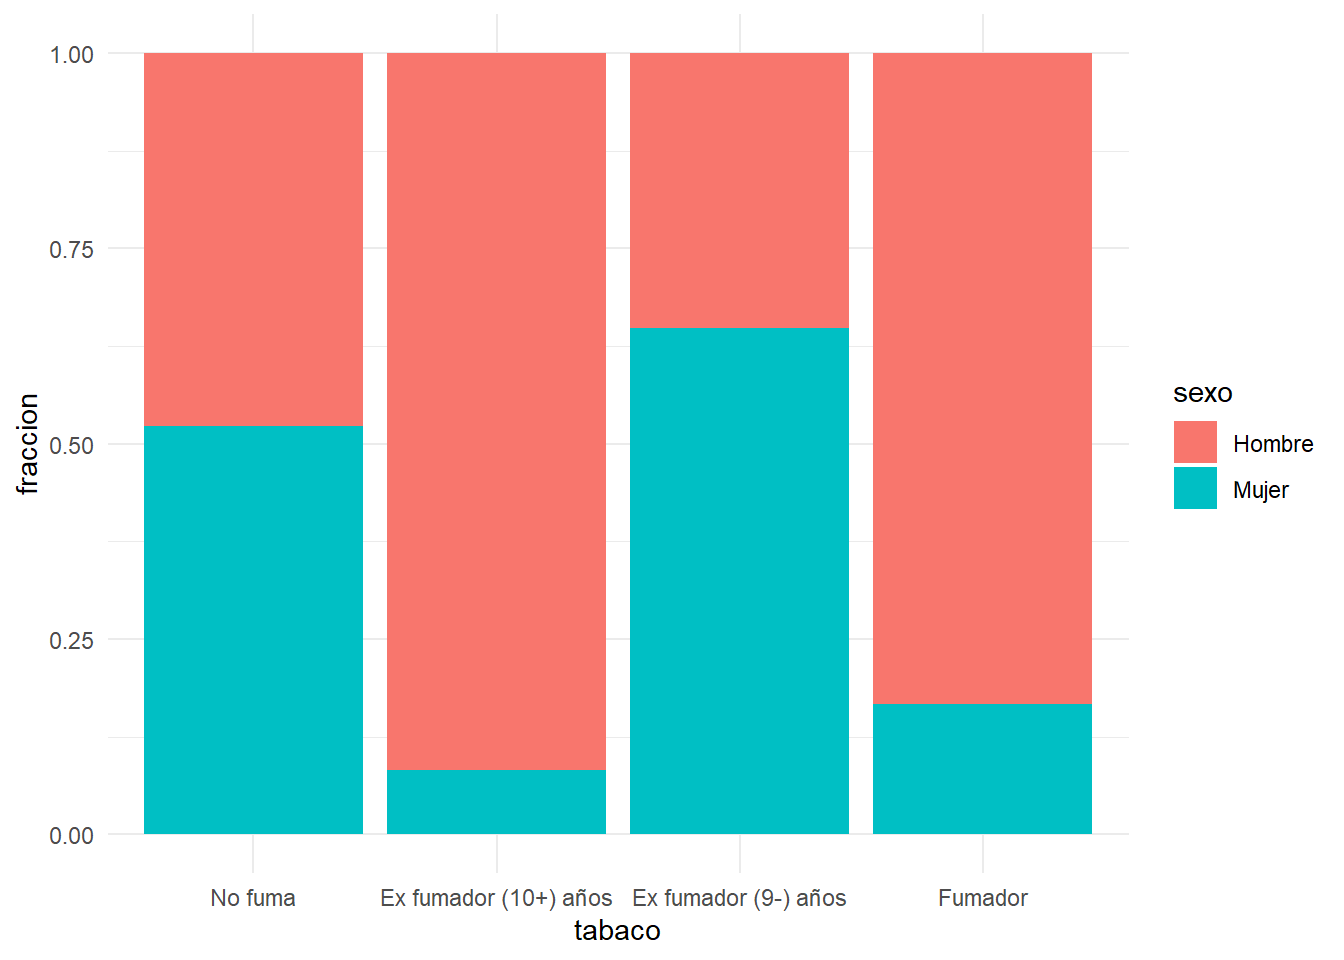 1.00
0.75
0.50
0.25
0.00
fraccion
No fuma
Ex fumador (10+) años
Ex fumador (9-) años
Fumador
tabaco
sexo
Hombre
Mujer